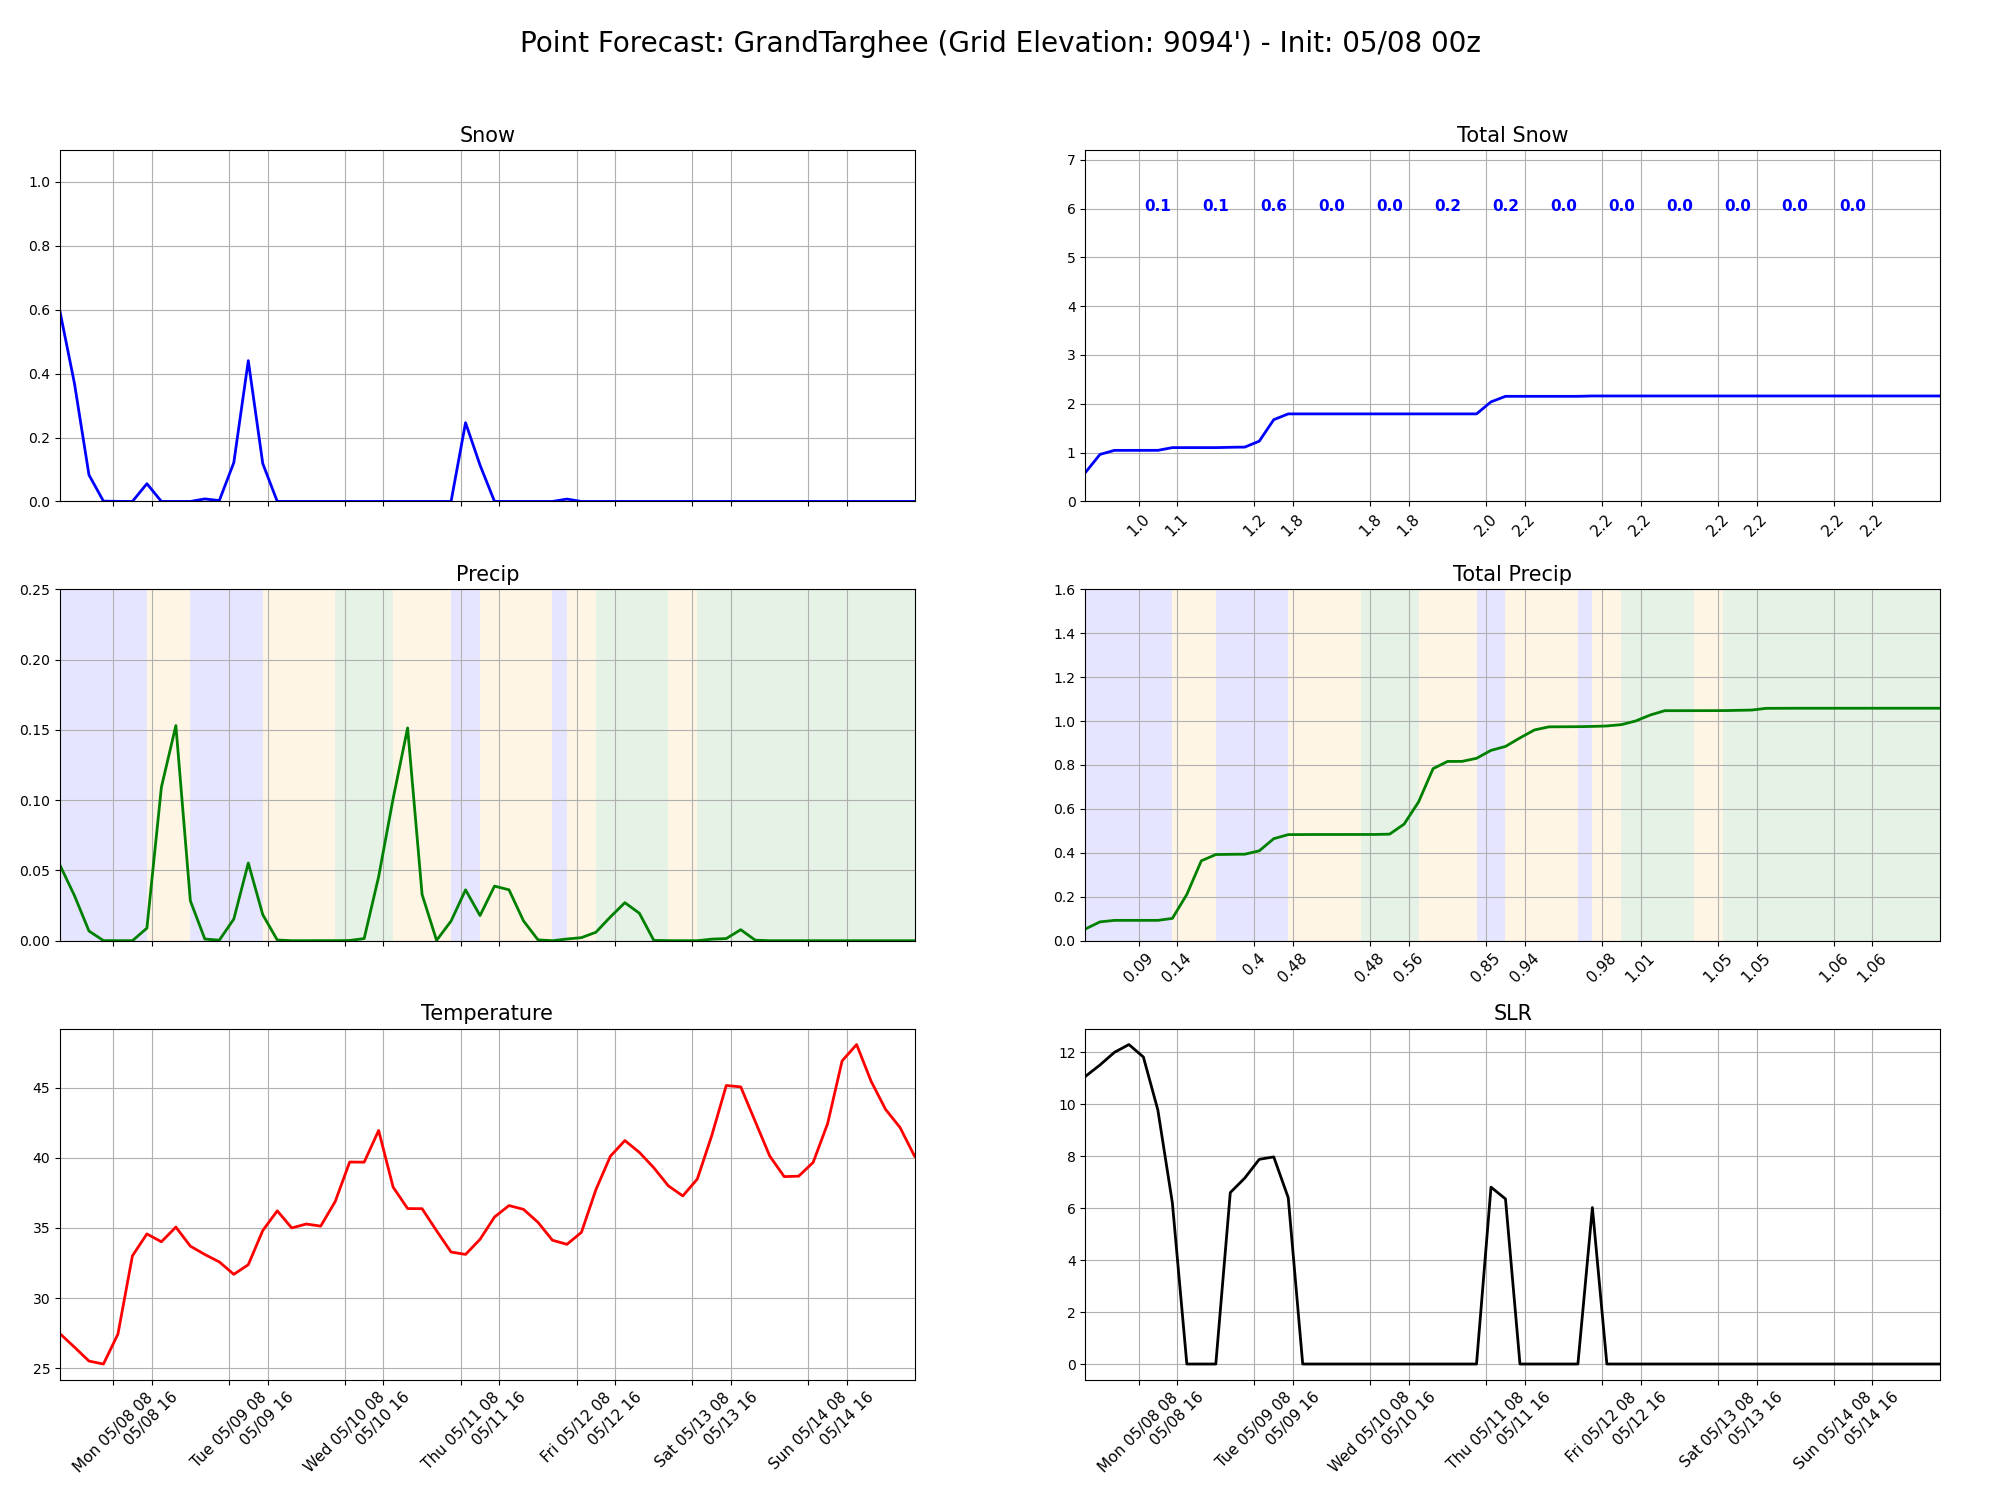 Point Forecast: GrandTarghee (Grid Elevation: 9094') - Init: 05/08 00z
Snow
1.0
0.8
0.6
0.4
0.2
0.0
Total Snow
7
6
5
4
3
2
1
0
0.1 0.1 0.6 0.0 0.0 0.2 0.2 0.0 0.0 0.0 0.0 0.0 0.0
1.0 1.1 1.2 1.8 1.8 1.8 2.0 2.2 2.2 2.2 2.2 2.2 2.2 2.2
Precip
0.25
0.20
0.15
0.10
0.05
0.00
Total Precip
1.6
1.4
1.2
1.0
0.8
0.6
0.4
0.2
0.0
0.09 0.14 0.4 0.48 0.48 0.56 0.85 0.94 0.98 1.01 1.05 1.05 1.06 1.06
Temperature
45
40
35
30
25
Mon 05/08 08
05/08 16
Tue 05/09 08
05/09 16
Wed 05/10 08
05/10 16
Thu 05/11 08
05/11 16
Fri 05/12 08
05/12 16
Sat 05/13 08
05/13 16
Sun 05/14 08
05/14 16
SLR
12
10
8
6
4
2
0
Mon 05/08 08
05/08 16
Tue 05/09 08
05/09 16
Wed 05/10 08
05/10 16
Thu 05/11 08
05/11 16
Fri 05/12 08
05/12 16
Sat 05/13 08
05/13 16
Sun 05/14 08
05/14 16